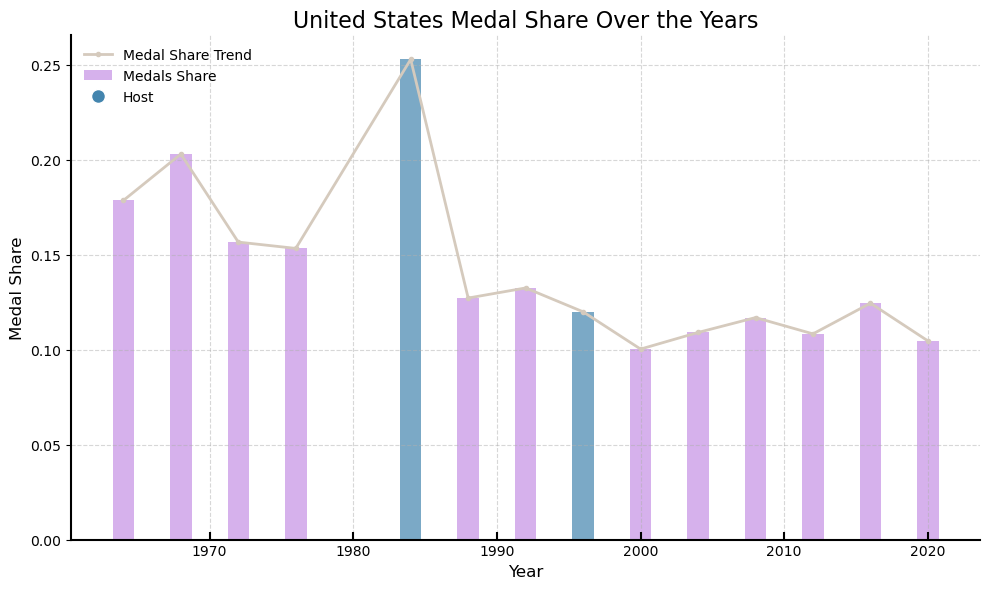 United States Medal Share Over the Years
Medal Share Trend
Medals Share
Host
Medal Share
0.25
0.20
0.15
0.10
0.05
0.00
1970 1980 1990 2000 2010 2020
Year